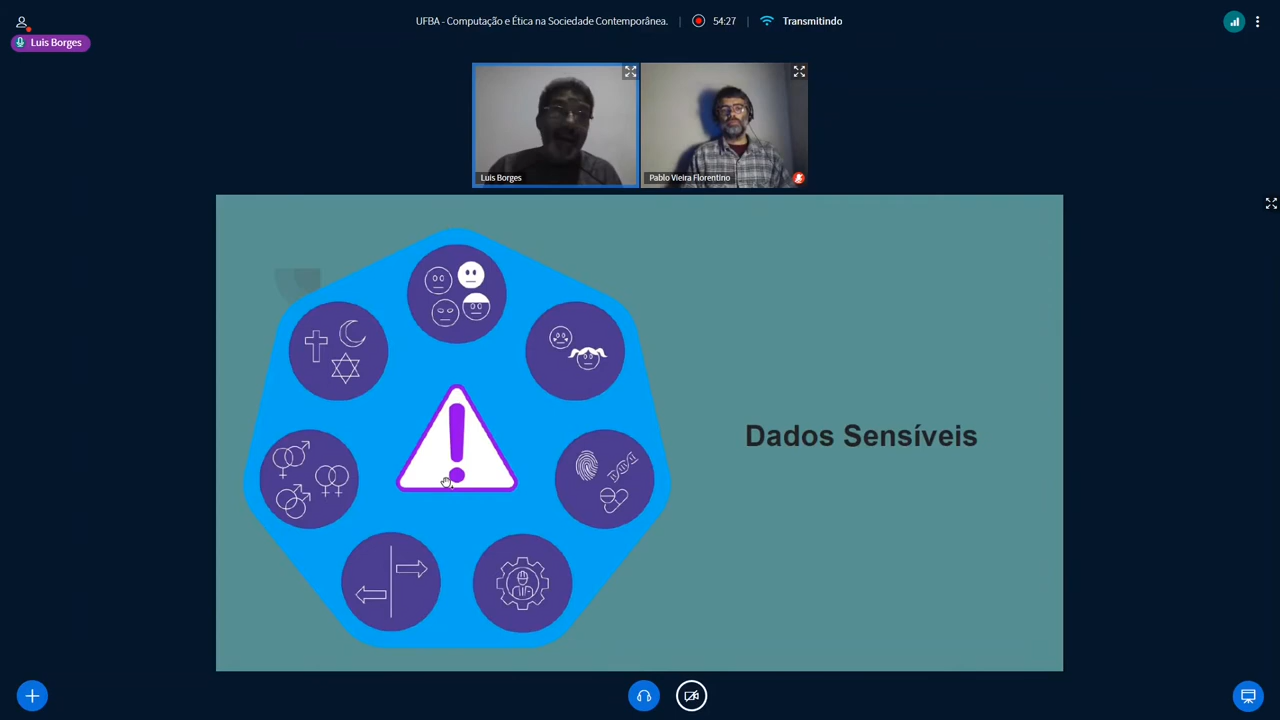 UFBA - Computação e Ética na Sociedade Contemporânea.
54:27
Transmitindo
Luis Borges
Luis Borges
Pablo Vieira Florentino
Dados Sensíveis